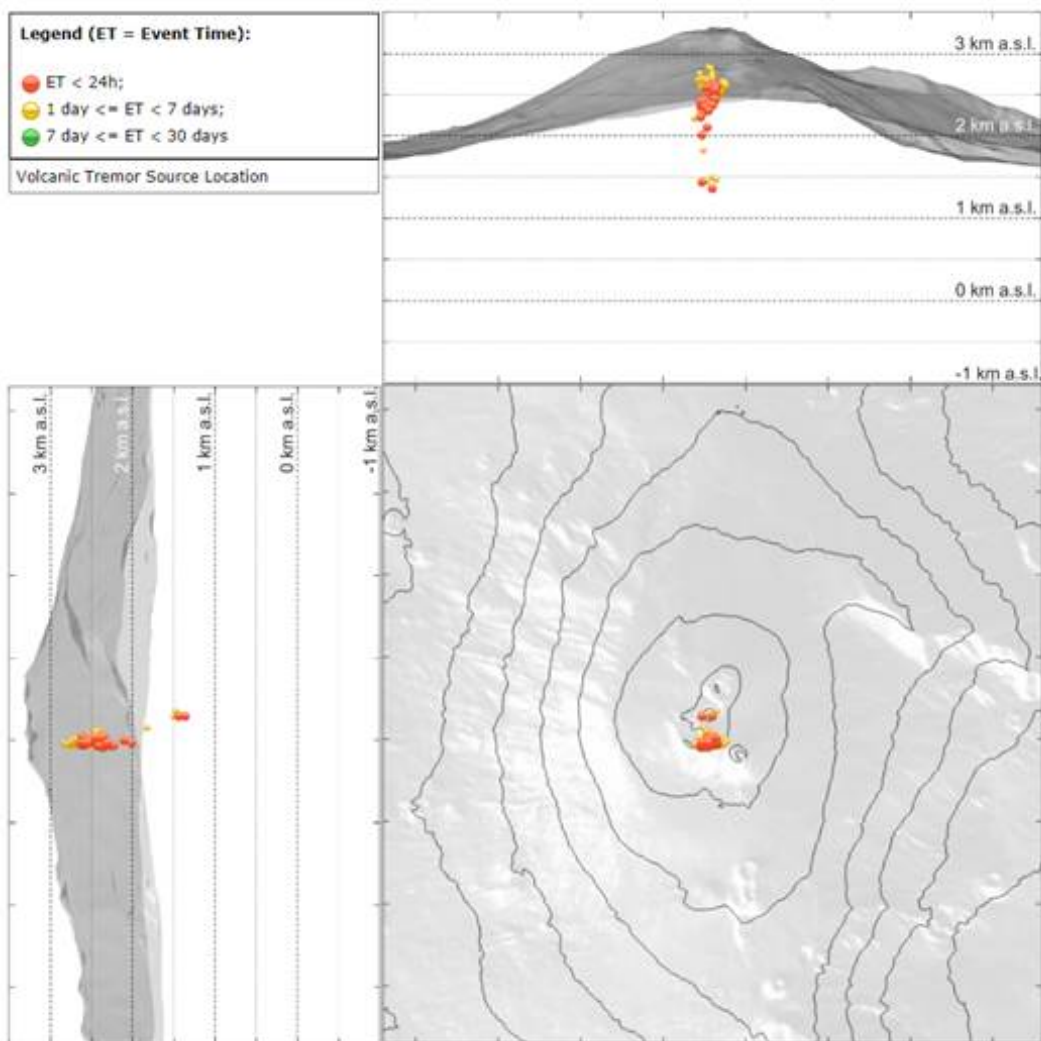 Legend (ET = Event Time):
ET < 24h;
1 day <= ET < 7 days;
7 day <= ET < 30 days
Volcanic Tremor Source Location
3 km a.s.l.
2 km a.s.l.
1 km a.s.l.
0 km a.s.l.
-1 km a.s.l.
3 km a.s.l.
2 km a.s.l.
1 km a.s.l.
0 km a.s.l.
-1 km a.s.l.